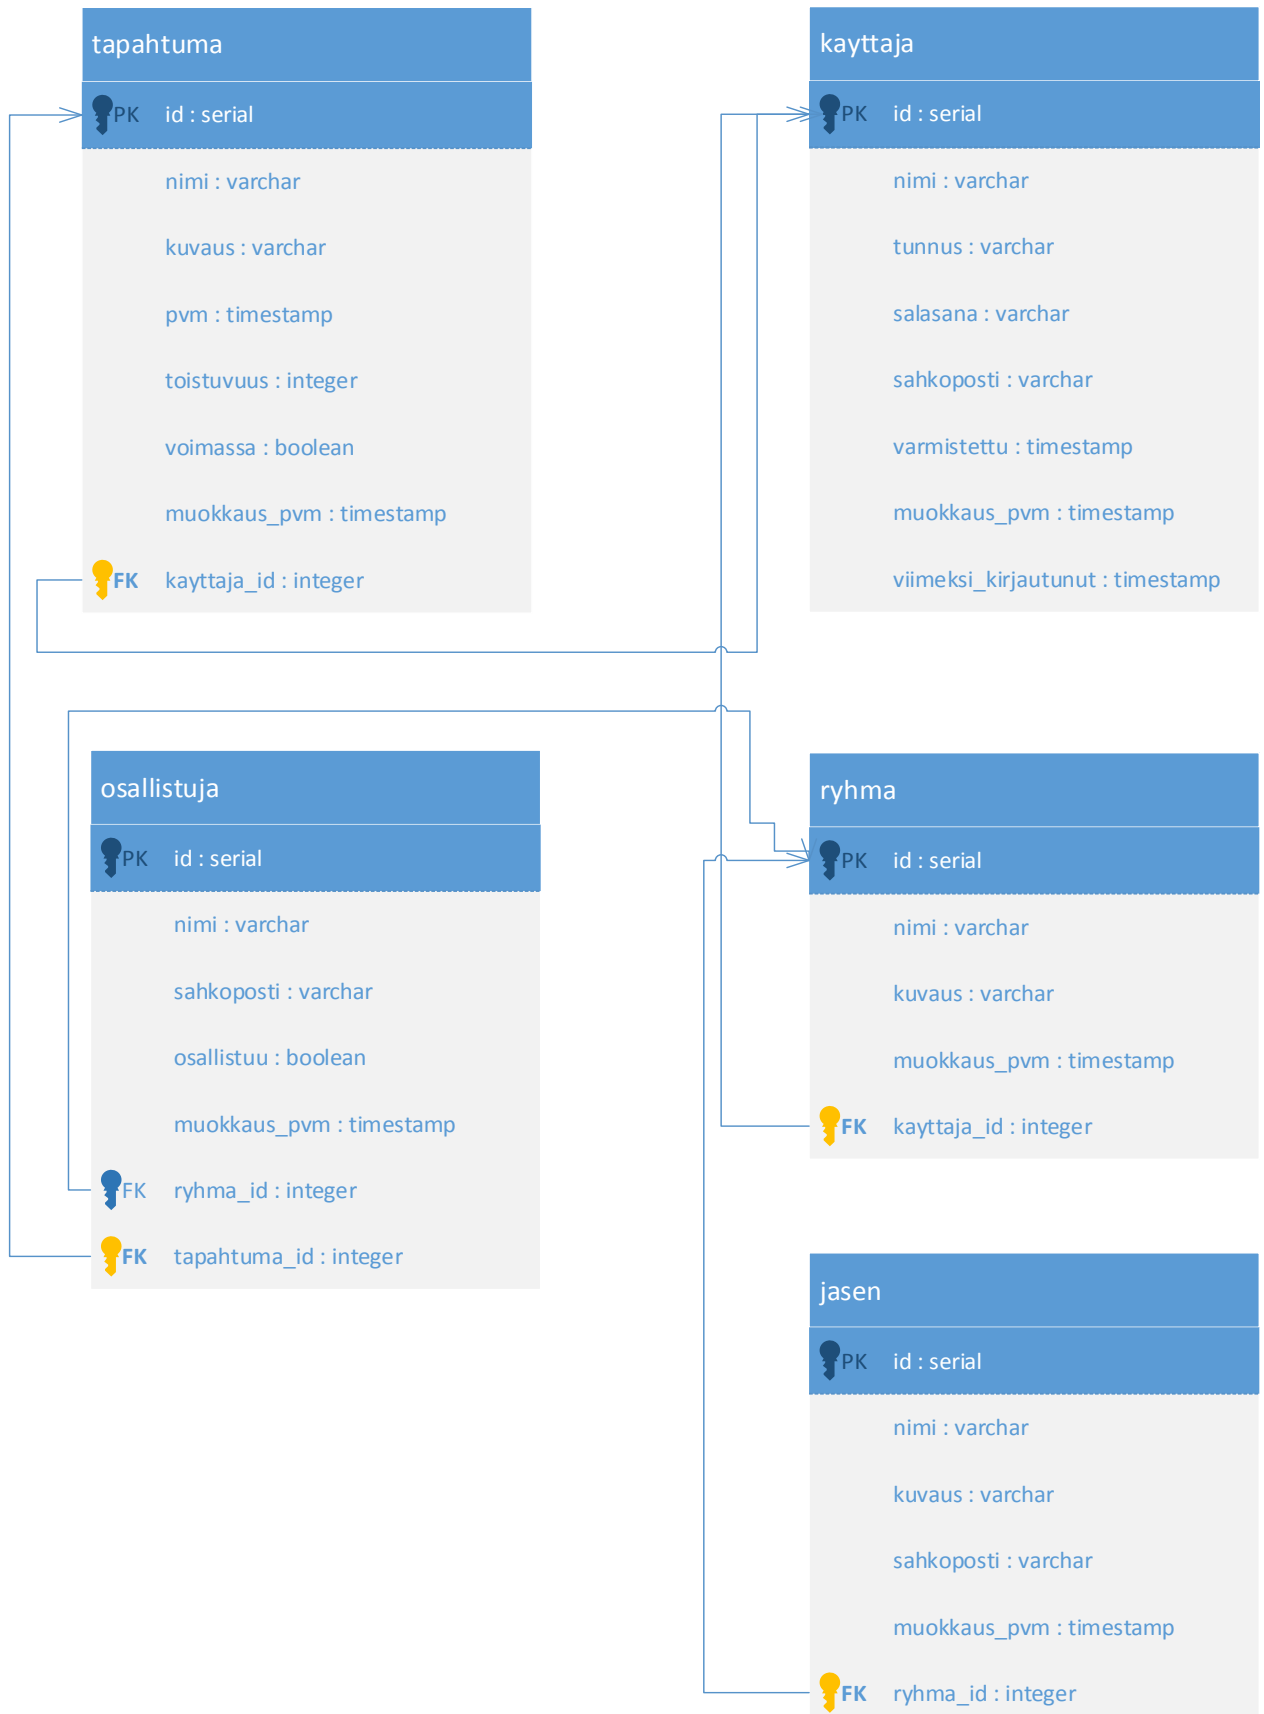 tapahtuma
PK id : serial
nimi : varchar
kuvaus : varchar
pvm : timestamp
toistuvuus : integer
voimassa : boolean
muokkaus_pvm : timestamp
FK kayttaja_id : integer
kayttaja
PK id : serial
nimi : varchar
tunnus : varchar
salasana : varchar
sahkoposti : varchar
varmistettu : timestamp
muokkaus_pvm : timestamp
viimeksi_kirjautunut : timestamp
osallistuja
PK id : serial
nimi : varchar
sahkoposti : varchar
osallistuu : boolean
muokkaus_pvm : timestamp
FK ryhma_id : integer
FK tapahtuma_id : integer
ryhma
PK id : serial
nimi : varchar
kuvaus : varchar
muokkaus_pvm : timestamp
FK kayttaja_id : integer
jasen
PK id : serial
nimi : varchar
kuvaus : varchar
sahkoposti : varchar
muokkaus_pvm : timestamp
FK ryhma_id : integer